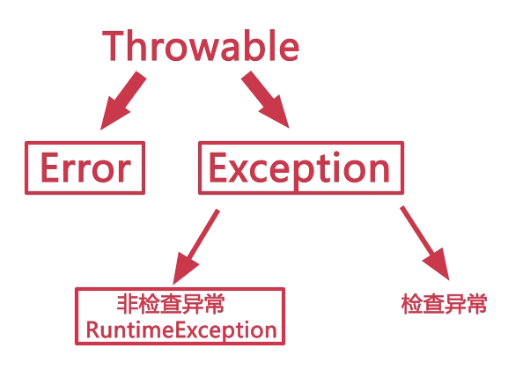 Throwable
Error
Exception
非检查异常
RuntimeException
检查异常